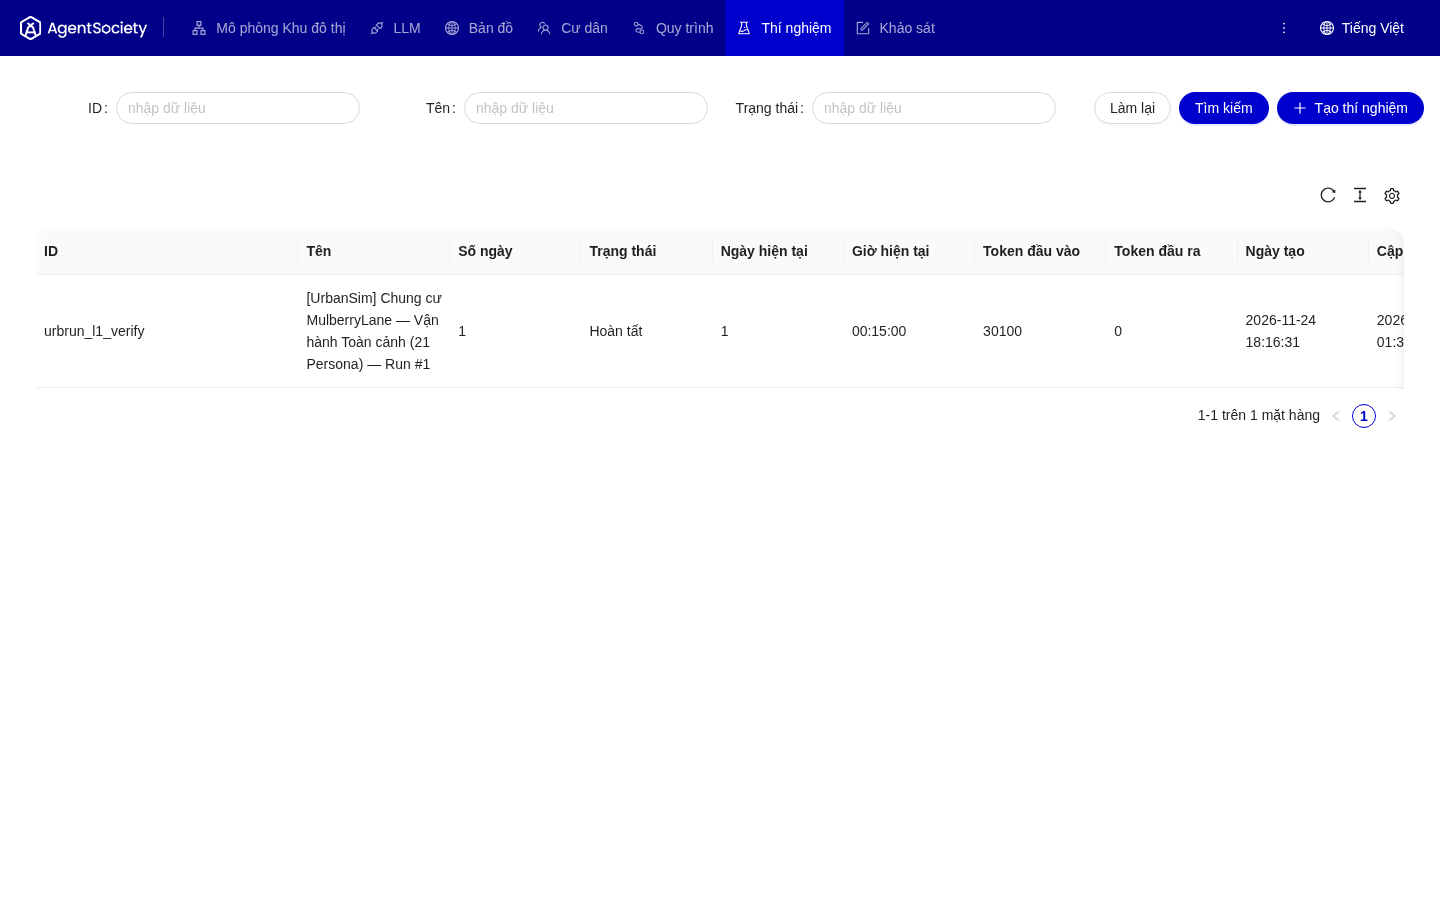 AgentSociety
Mô phỏng Khu đô thị
LLM
Bản đồ
Cư dân
Quy trình
Thí nghiệm
Khảo sát
Tiếng Việt
ID:
nhập dữ liệu
Tên:
nhập dữ liệu
Trạng thái:
nhập dữ liệu
Làm lại
Tìm kiếm
Tạo thí nghiệm
ID
Tên
Số ngày
Trạng thái
Ngày hiện tại
Giờ hiện tại
Token đầu vào
Token đầu ra
Ngày tạo
Cập
urbrun_l1_verify
[UrbanSim] Chung cư
MulberryLane — Vận
hành Toàn cảnh (21
Persona) — Run #1
1
Hoàn tất
1
00:15:00
30100
0
2026-11-24
18:16:31
2026
01:3
1-1 trên 1 mặt hàng
1